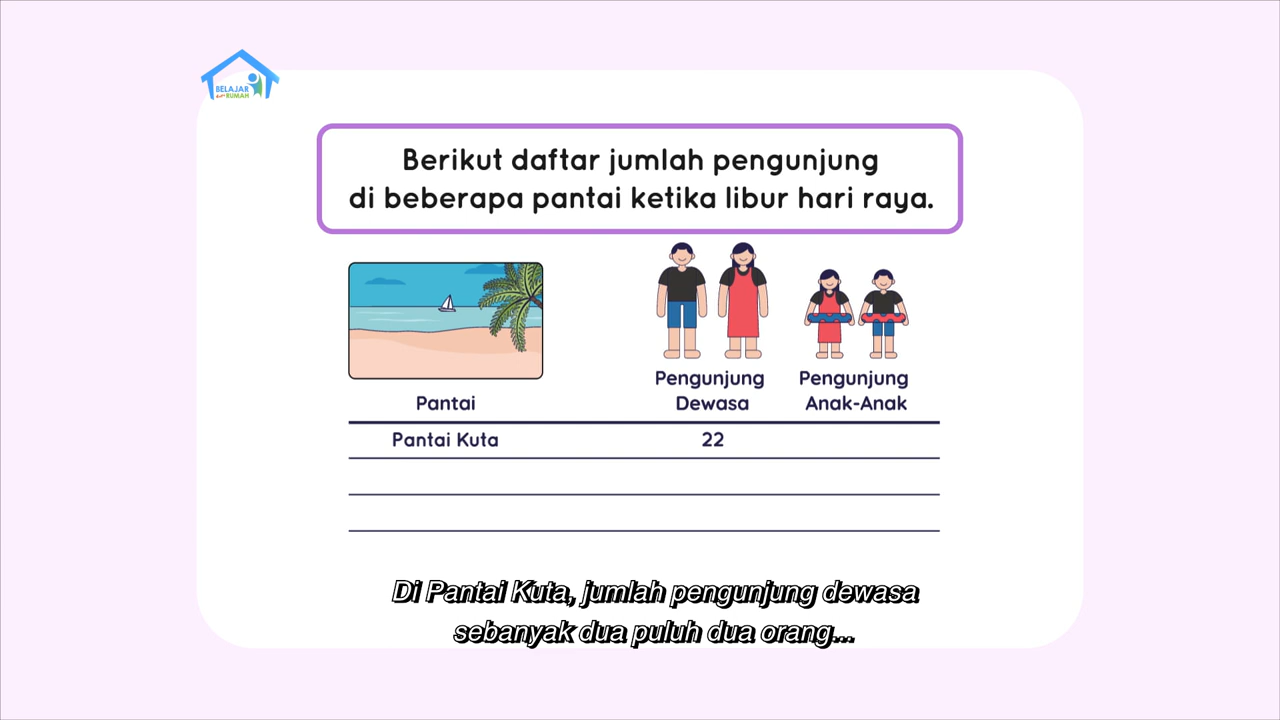 BELAJAR
dari RUMAH
Berikut daftar jumlah pengunjung
di beberapa pantai ketika libur hari raya.
Pantai
Pengunjung
Dewasa
Pengunjung
Anak-Anak
Pantai Kuta 22
Di Pantai Kuta, jumlah pengunjung dewasa
sebanyak dua puluh dua orang...